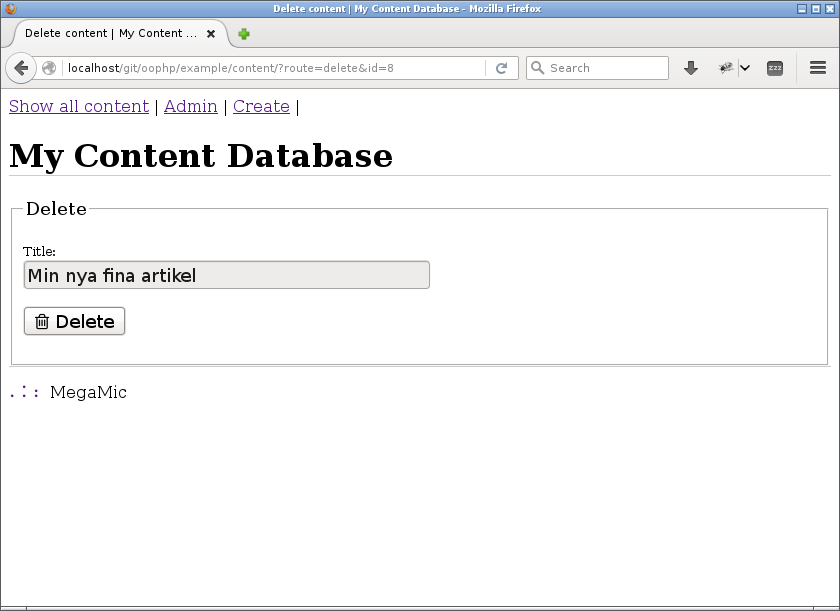 Delete content | My Content Database - Mozilla Firefox
Delete content | My Content ...
localhost/git/oophp/example/content/?route=delete&id=8
Search
zzz
Show all content | Admin | Create |
My Content Database
Delete
Title:
Min nya fina artikel
Delete
.:: MegaMic